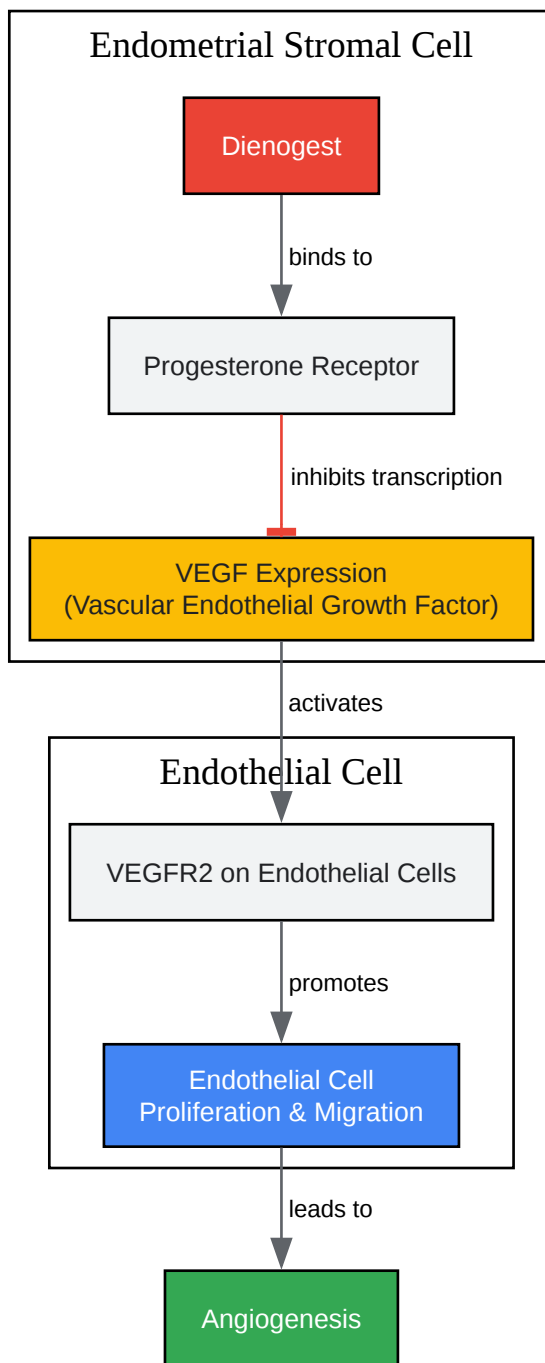 Endometrial Stromal Cell
Dienogest
binds to
Progesterone Receptor
inhibits transcription
VEGF Expression
(Vascular Endothelial Growth Factor)
activates
Endothelial Cell
VEGFR2 on Endothelial Cells
promotes
Endothelial Cell
Proliferation & Migration
leads to
Angiogenesis